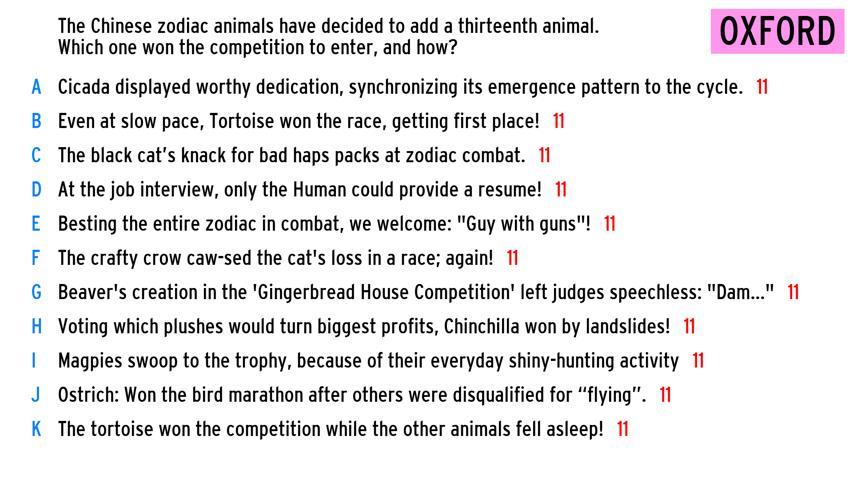 The Chinese zodiac animals have decided to add a thirteenth animal.
Which one won the competition to enter, and how?
OXFORD
A Cicada displayed worthy dedication, synchronizing its emergence pattern to the cycle. 11
B Even at slow pace, Tortoise won the race, getting first place! 11
C The black cat’s knack for bad haps packs at zodiac combat. 11
D At the job interview, only the Human could provide a resume! 11
E Besting the entire zodiac in combat, we welcome: "Guy with guns"! 11
F The crafty crow caw-sed the cat's loss in a race; again! 11
G Beaver's creation in the 'Gingerbread House Competition' left judges speechless: "Dam..." 11
H Voting which plushes would turn biggest profits, Chinchilla won by landslides! 11
I Magpies swoop to the trophy, because of their everyday shiny-hunting activity 11
J Ostrich: Won the bird marathon after others were disqualified for “flying”. 11
K The tortoise won the competition while the other animals fell asleep! 11